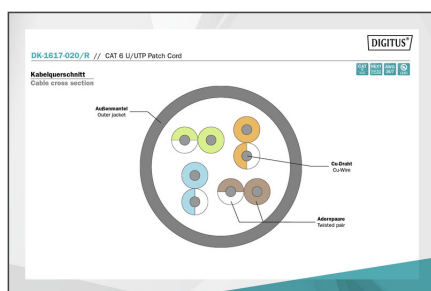 DIGITUS®
DK-1617-020/R // CAT 6 U/UTP Patch Cord
Kabelquerschnitt
Cable cross section
Außenmantel
Outer jacket
Cu-Draht
Cu-Wire
Adernpaare
Twisted pair